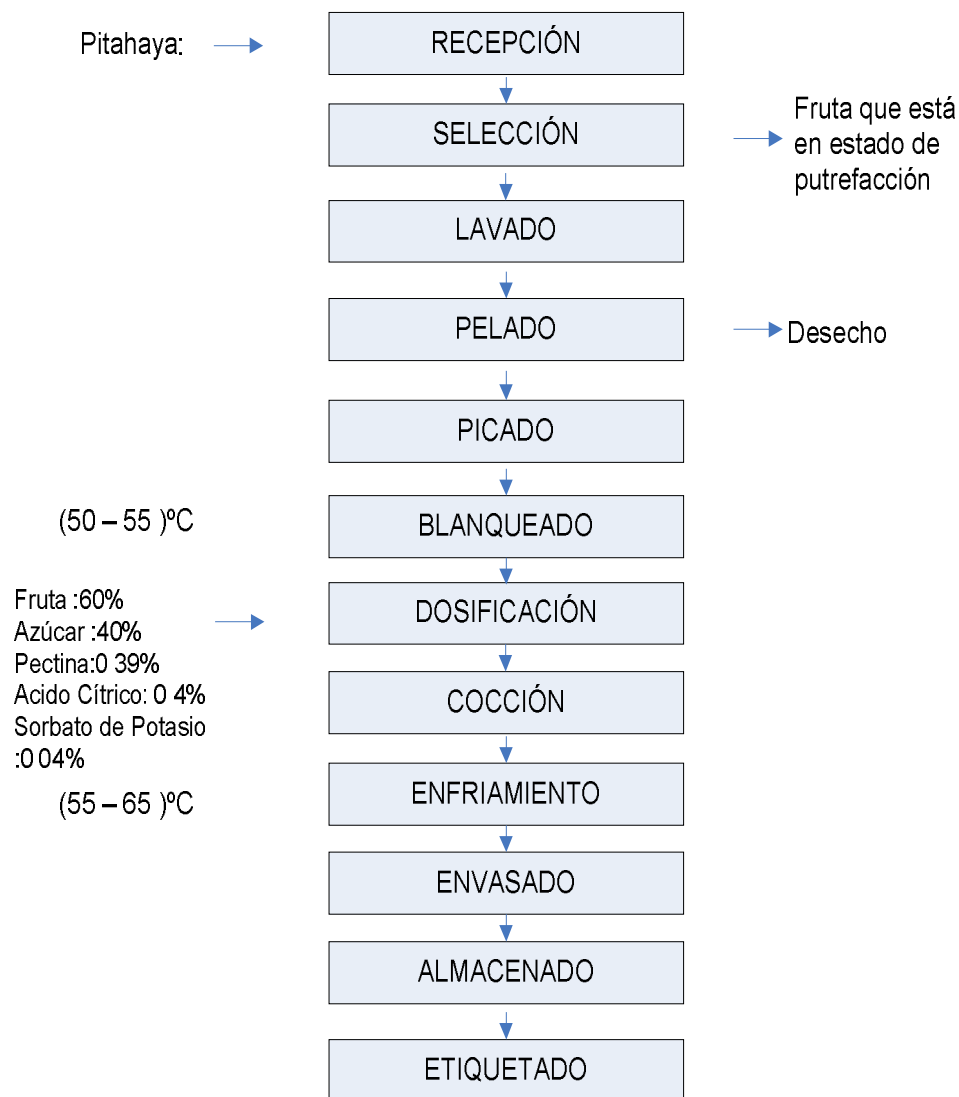 Pitahaya:
RECEPCIÓN
SELECCIÓN
Fruta que está
en estado de
putrefacción
LAVADO
PELADO
Desecho
PICADO
(50 – 55 )ºC
BLANQUEADO
Fruta :60%
Azúcar :40%
Pectina:0 39%
Acido Cítrico: 0 4%
Sorbato de Potasio
:0 04%
DOSIFICACIÓN
COCCIÓN
(55 – 65 )ºC
ENFRIAMIENTO
ENVASADO
ALMACENADO
ETIQUETADO